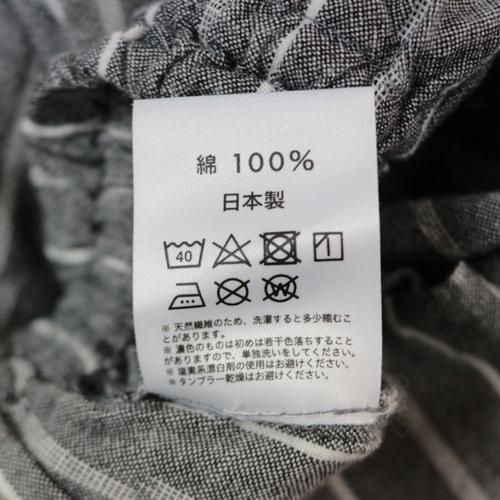 綿 100%
日本製
40
W
※ 天然繊維のため、洗濯すると多少縮むこ
とがあります。
※ 濃色のものは初めは若干色落ちすること
がありますので、単独洗いをしてください。
※ 塩素系漂白剤の使用はお避けください。
※ タンブラー乾燥はお避けください。